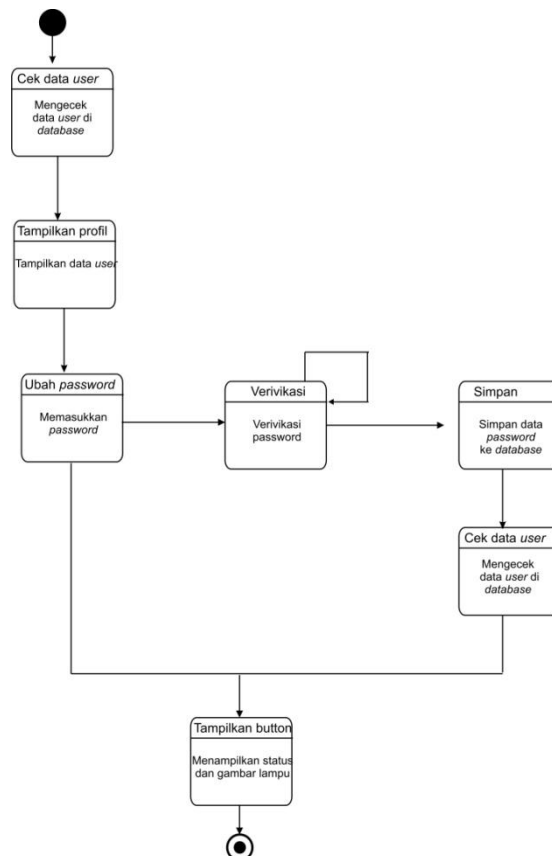 Cek data user
Mengecek
data user di
database
Tampilkan profil
Tampilkan data user
Ubah password
Memasukkan
password
Verivikasi
Verivikasi
password
Simpan
Simpan data
password
ke database
Cek data user
Mengecek
data user di
database
Tampilkan button
Menampilkan status
dan gambar lampu